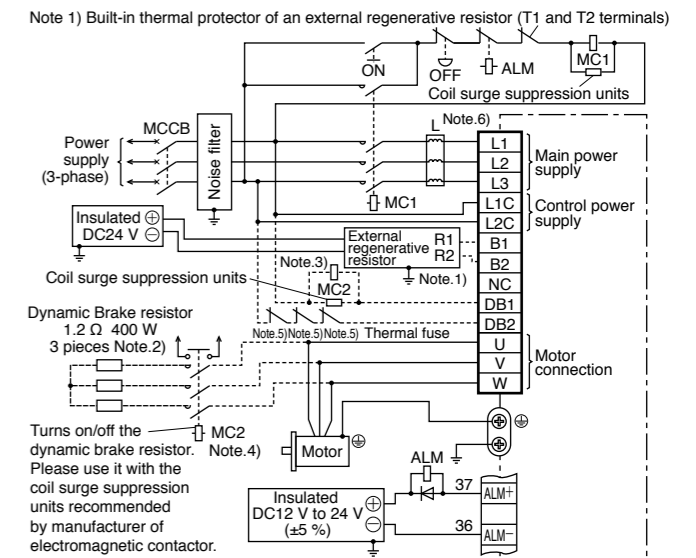 Note 1) Built-in thermal protector of an external regenerative resistor (T1 and T2 terminals)
ON
OFF
ALM
MC1
Coil surge suppression units
L Note.6)
MCCB
Power
supply
(3-phase)
Noise filter
MC1
L1
L2
L3
L1C
L2C
B1
B2
NC
DB1
DB2
U
V
W
Main power
supply
Control power
supply
Motor
connection
Insulated ⊕
DC24 V ⊖
External
regenerative
resistor
R1
R2
Note.1)
Note.3)
MC2
Coil surge suppression units
Note.5)Note.5)Note.5) Thermal fuse
Dynamic Brake resistor
1.2 Ω 400 W
3 pieces Note.2)
MC2
Note.4)
Turns on/off the
dynamic brake resistor.
Please use it with the
coil surge suppression
units recommended
by manufacturer of
electromagnetic contactor.
Motor
ALM
Insulated
DC12 V to 24 V
(±5 %)
37
ALM+
36
ALM−